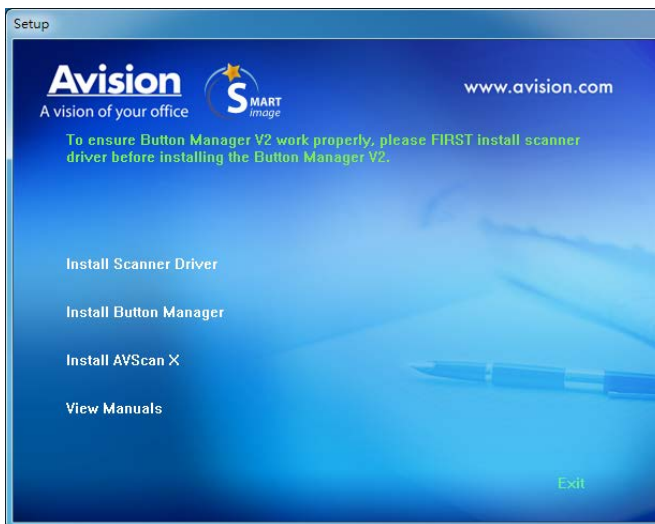 Setup
Avision
A vision of your office
SMART
image
www.avision.com
To ensure Button Manager V2 work properly, please FIRST install scanner
driver before installing the Button Manager V2.
Install Scanner Driver
Install Button Manager
Install AVScan X
View Manuals
Exit